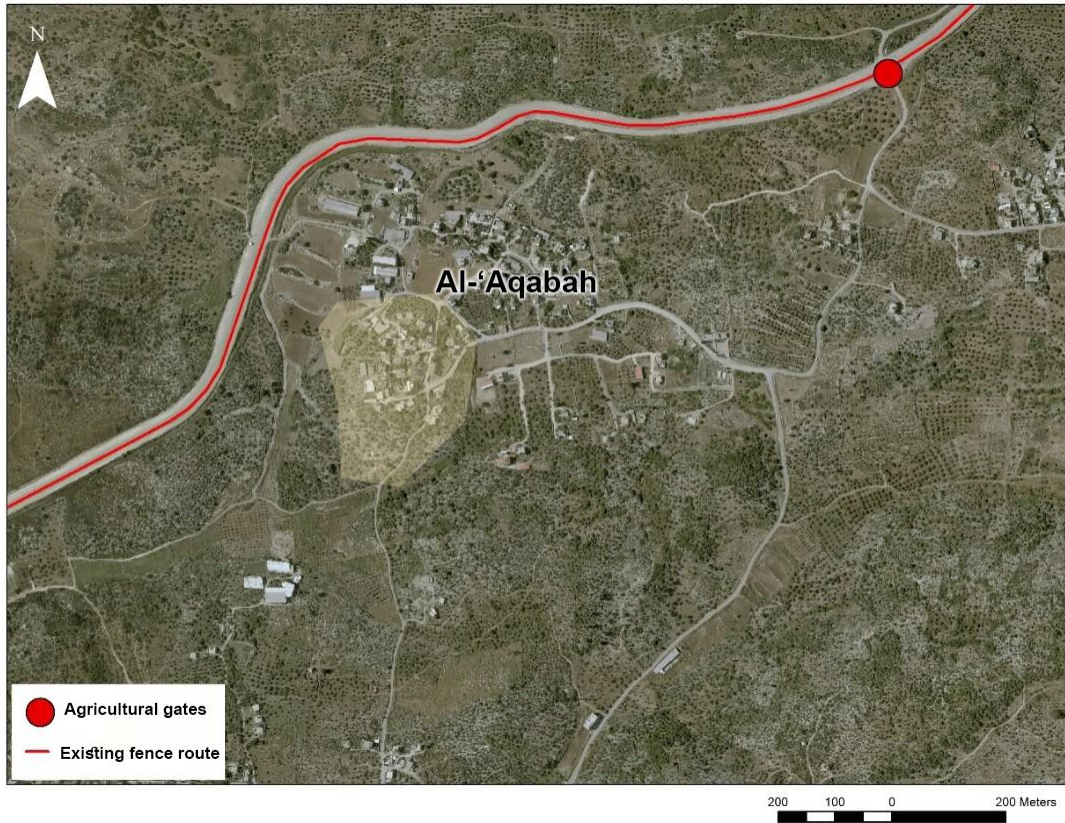 N
Al-‘Aqabah
Agricultural gates
Existing fence route
200 100 0 200 Meters